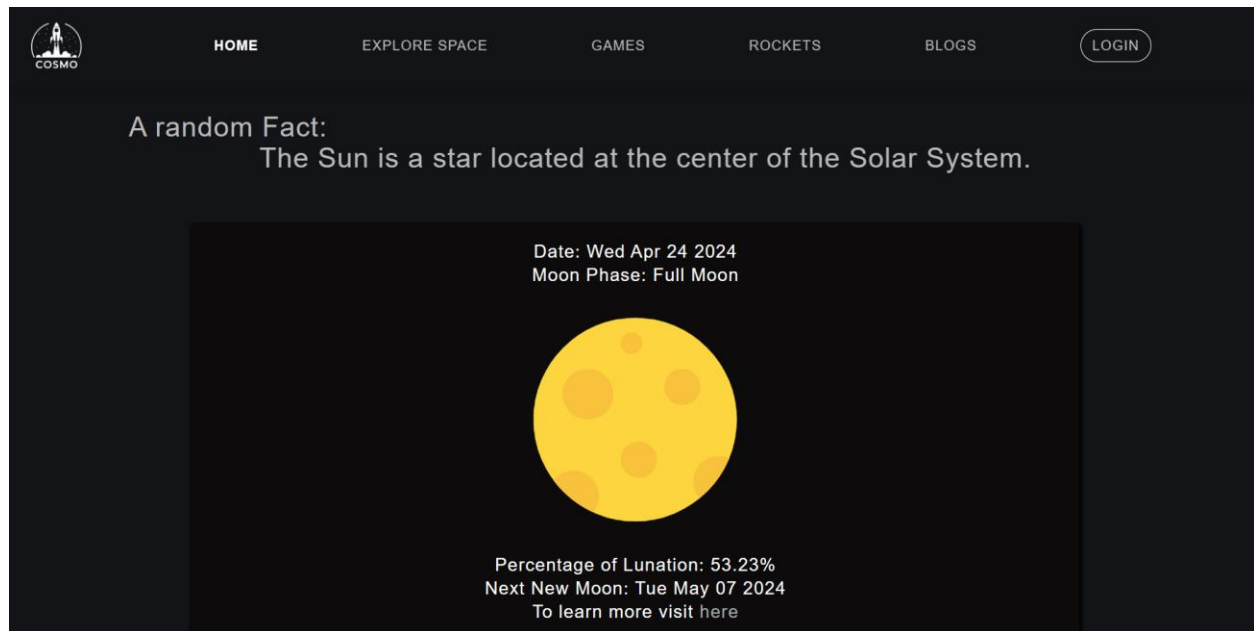 COSMO
HOME
EXPLORE SPACE
GAMES
ROCKETS
BLOGS
LOGIN
A random Fact:
The Sun is a star located at the center of the Solar System.
Date: Wed Apr 24 2024
Moon Phase: Full Moon
Percentage of Lunation: 53.23%
Next New Moon: Tue May 07 2024
To learn more visit here